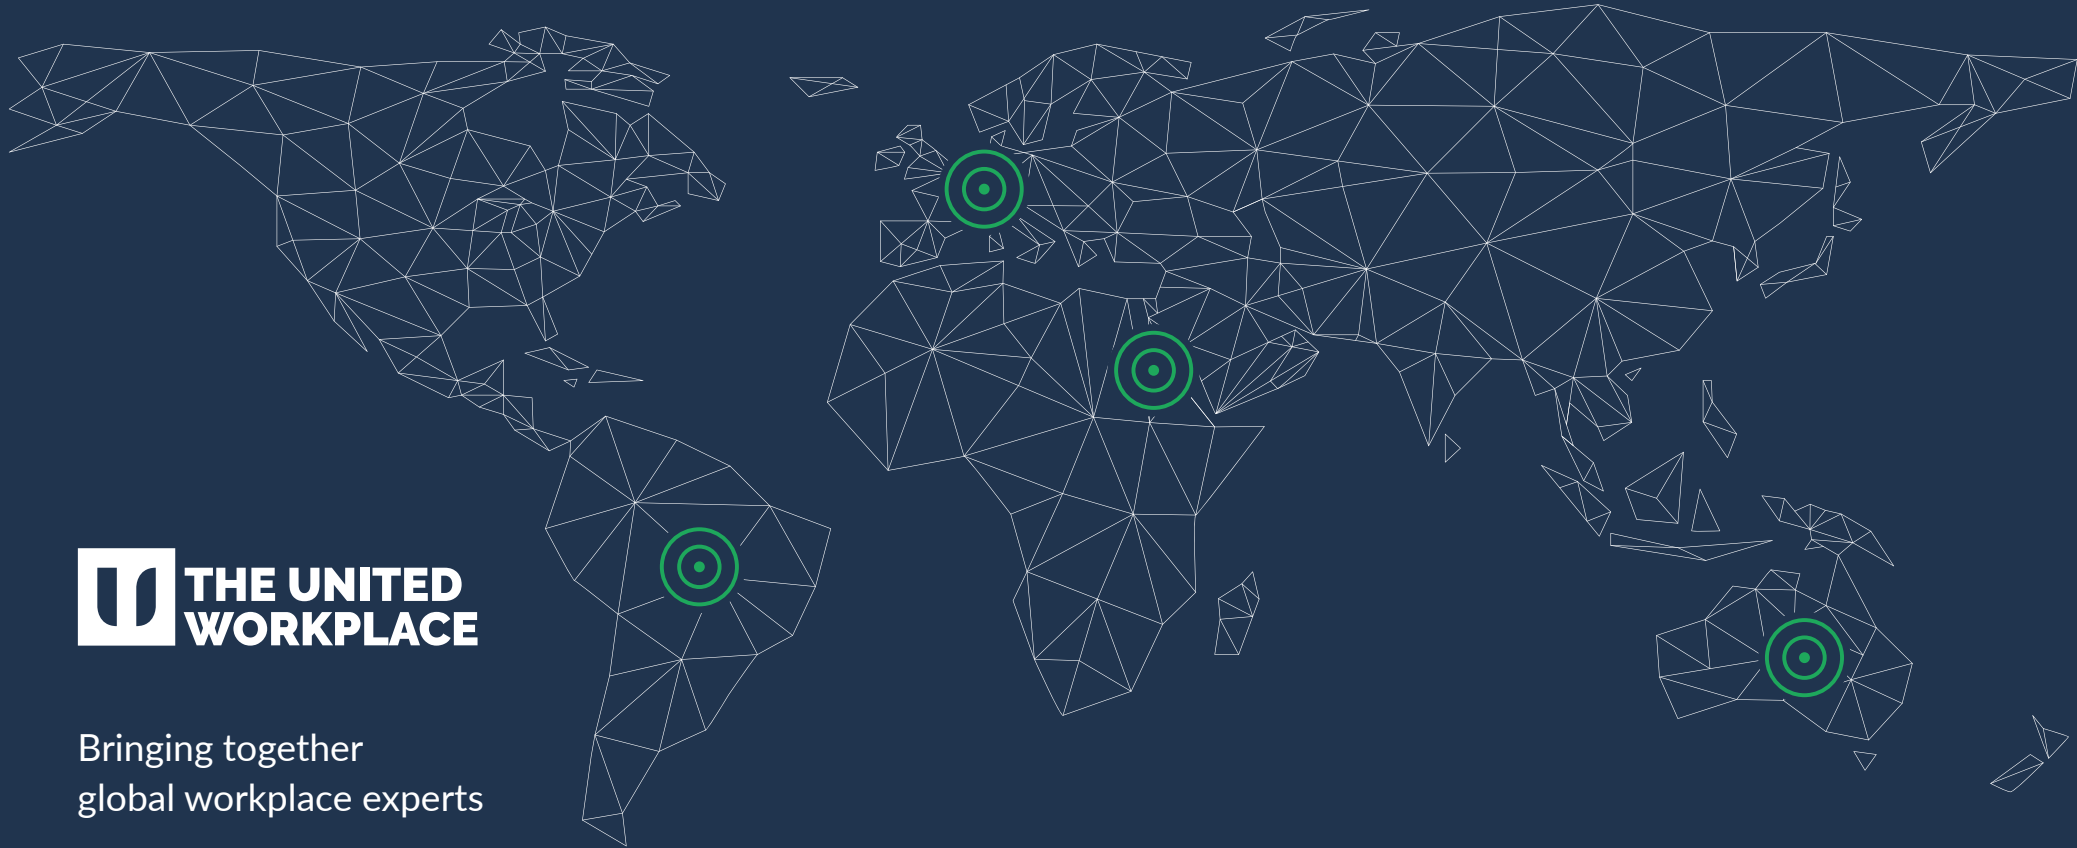 THE UNITED
WORKPLACE
Bringing together
global workplace experts